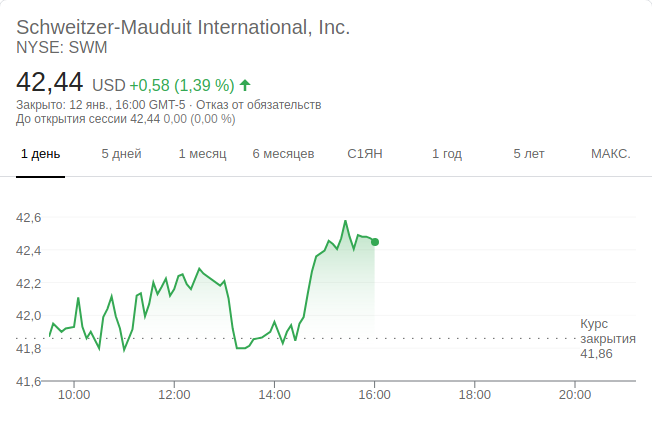 Schweitzer-Mauduit International, Inc.
NYSE: SWM
42,44 USD +0,58 (1,39 %)
Закрыто: 12 янв., 16:00 GMT-5 · Отказ от обязательств
До открытия сессии 42,44 0,00 (0,00 %)
1 день 5 дней 1 месяц 6 месяцев С1ЯН 1 год 5 лет МАКС.
42,6
42,4
42,2
42,0
41,8
41,6
Курс
закрытия
41,86
10:00 12:00 14:00 16:00 18:00 20:00